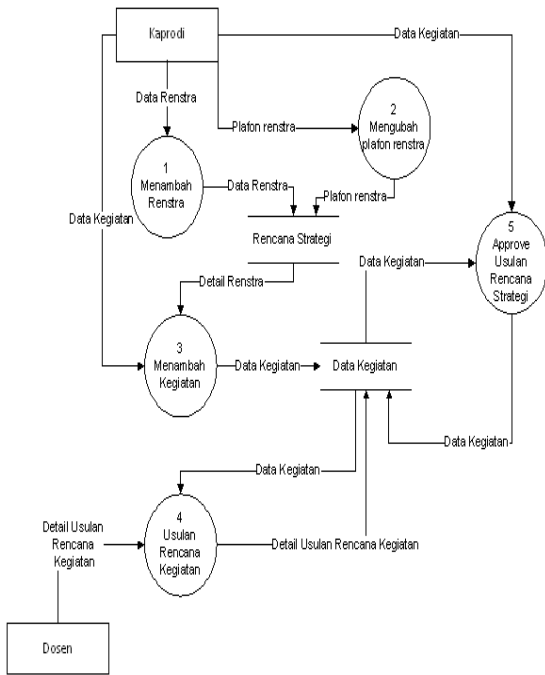 Kaprodi
Data Kegiatan
Data Renstra
2
Mengubah
plafon renstra
Plafon renstra
1
Menambah
Renstra
Data Renstra
Plafon renstra
Data Kegiatan
5
Approve
Usulan
Rencana
Strategi
Rencana Strategi
Data Kegiatan
Detail Renstra
3
Menambah
Kegiatan
Data Kegiatan
Data Kegiatan
Data Kegiatan
Data Kegiatan
4
Usulan
Rencana
Kegiatan
Detail Usulan
Rencana
Kegiatan
Detail Usulan Rencana Kegiatan
Dosen